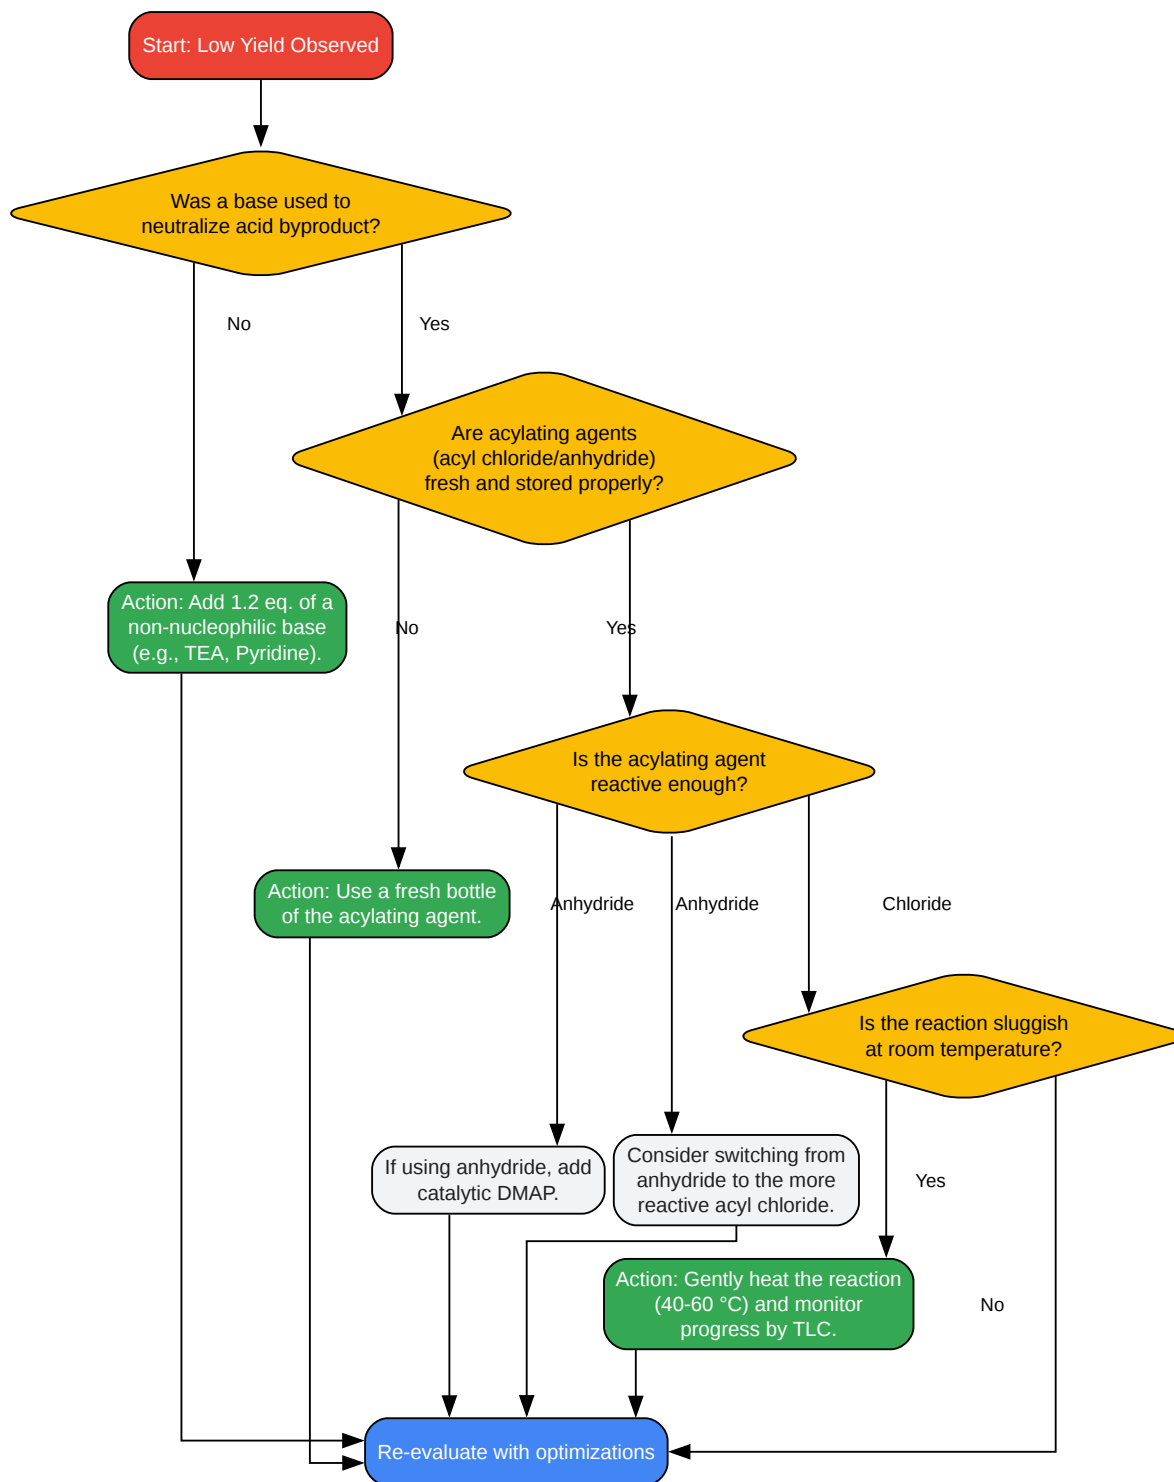 Start: Low Yield Observed
Was a base used to
neutralize acid byproduct?
No
Yes
Are acylating agents
(acyl chloride/anhydride)
fresh and stored properly?
Action: Add 1.2 eq. of a
non-nucleophilic base
(e.g., TEA, Pyridine).
No
Yes
Is the acylating agent
reactive enough?
Action: Use a fresh bottle
of the acylating agent.
Anhydride
Anhydride
Chloride
Is the reaction sluggish
at room temperature?
If using anhydride, add
catalytic DMAP.
Consider switching from
anhydride to the more
reactive acyl chloride.
Yes
Action: Gently heat the reaction
(40-60 °C) and monitor
progress by TLC.
No
Re-evaluate with optimizations